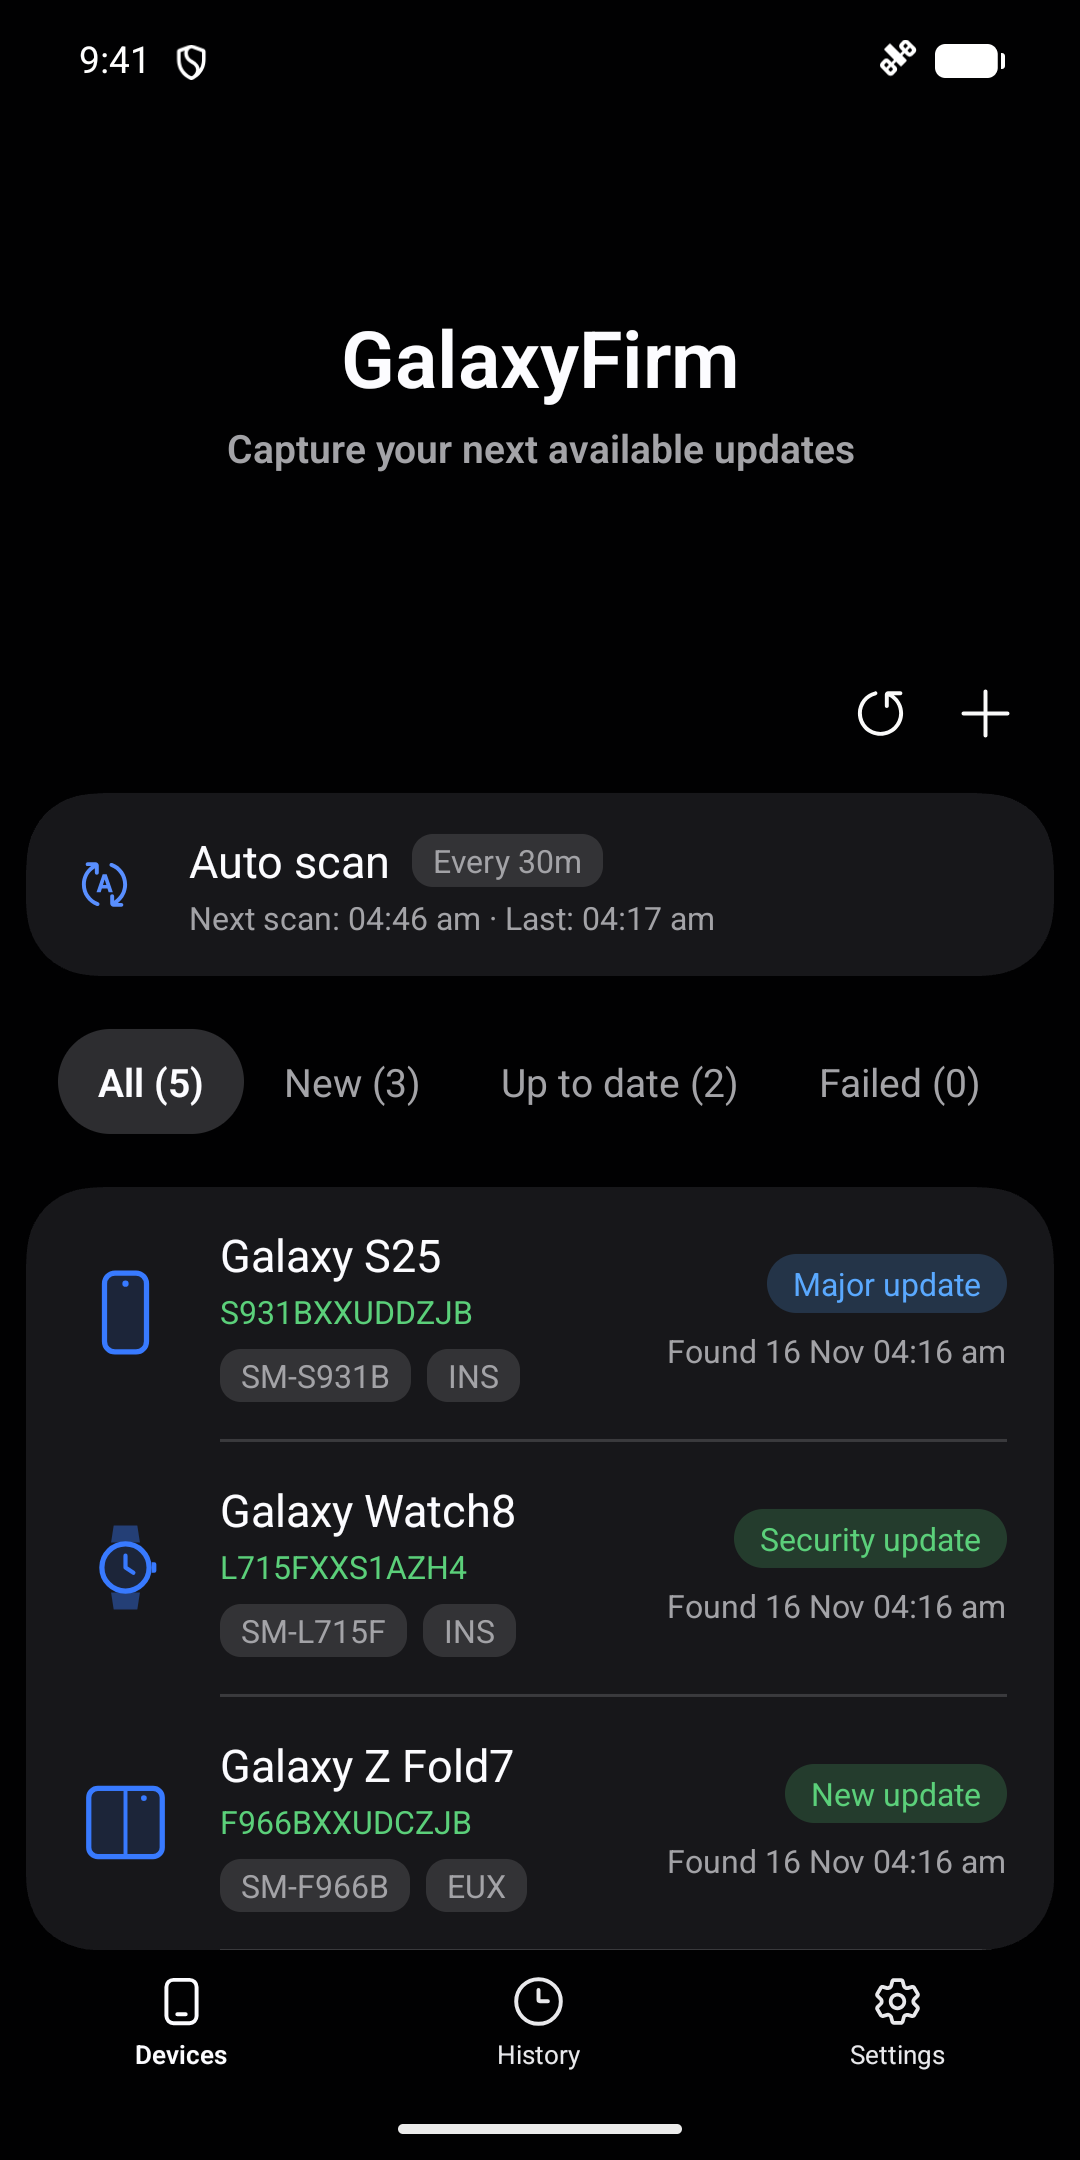 9:41
GalaxyFirm
Capture your next available updates
Auto scan Every 30m
Next scan: 04:46 am · Last: 04:17 am
All (5) New (3) Up to date (2) Failed (0)
Galaxy S25
S931BXXUDDZJB
SM-S931B INS
Major update
Found 16 Nov 04:16 am
Galaxy Watch8
L715FXXS1AZH4
SM-L715F INS
Security update
Found 16 Nov 04:16 am
Galaxy Z Fold7
F966BXXUDCZJB
SM-F966B EUX
New update
Found 16 Nov 04:16 am
Devices History Settings